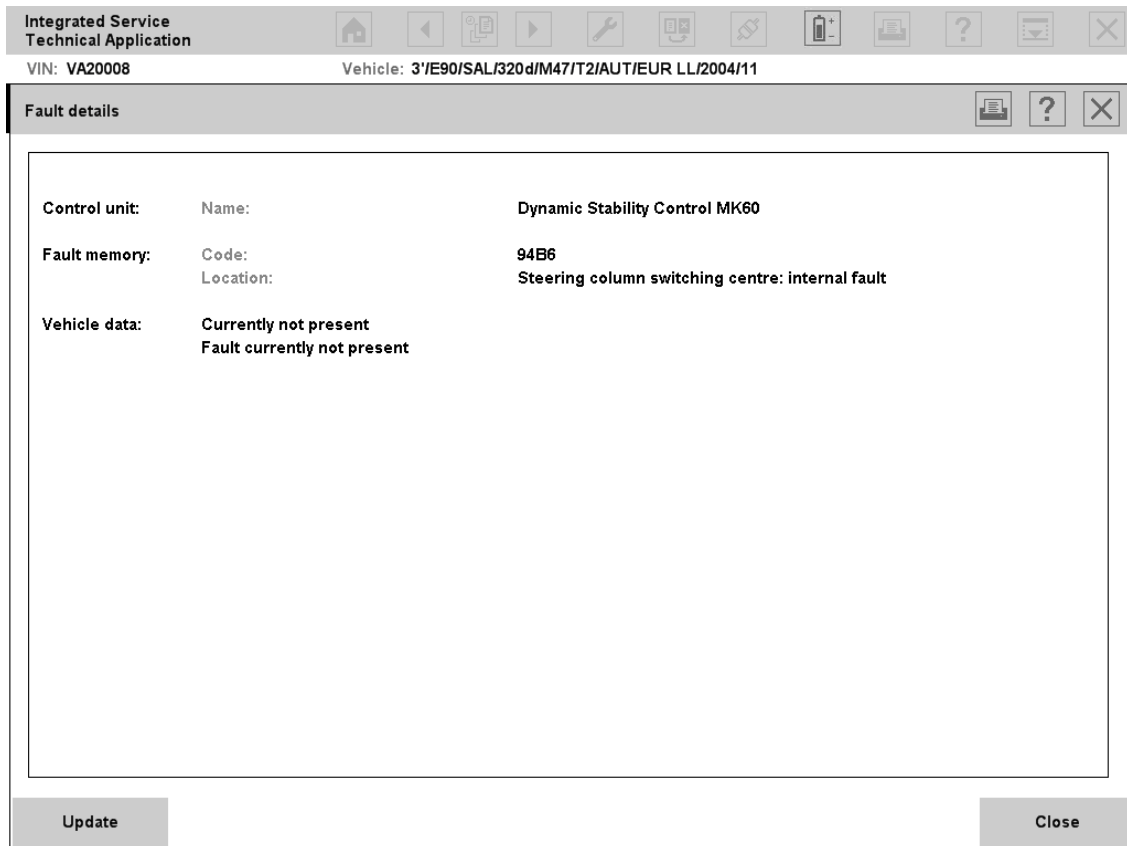 Integrated Service
Technical Application
VIN: VA20008 Vehicle: 3'/E90/SAL/320d/M47/T2/AUT/EUR LL/2004/11
Fault details
?
Control unit: Name: Dynamic Stability Control MK60
Fault memory: Code: 94B6
Location: Steering column switching centre: internal fault
Vehicle data: Currently not present
Fault currently not present
Update Close